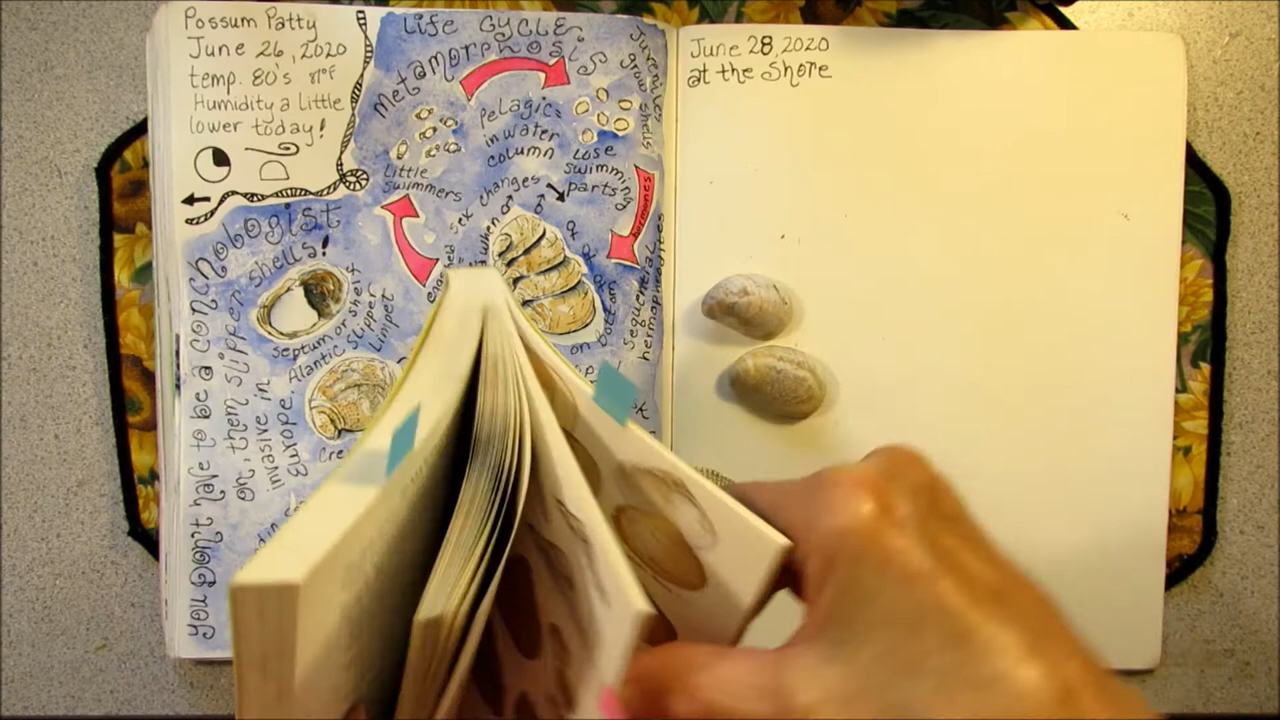 Possum Patty
June 26, 2020
temp. 80's 81°F
Humidity a little
lower today!
Life Cycle
Metamorphosis
Juveniles
grow shells
Pelagic=
in water
column
Lose
swimming
parts
Little
swimmers
hormones
sex changes
when
on bottom
sequential
hermaphrodites
You don't have to be a conchologist
oh, them slipper shells!
septum or shelf
Atlantic Slipper
Limpet
invasive in
Europe.
June 28, 2020
at the Shore